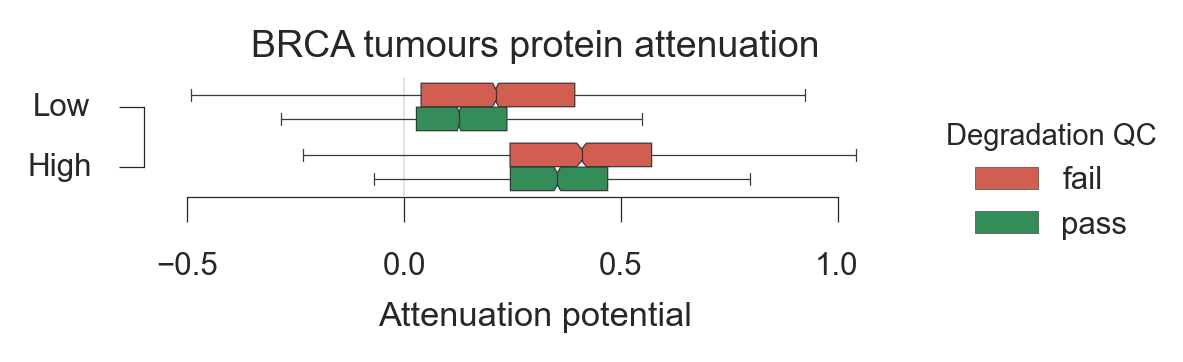 BRCA tumours protein attenuation
Low
High
Degradation QC
fail
pass
−0.5 0.0 0.5 1.0
Attenuation potential